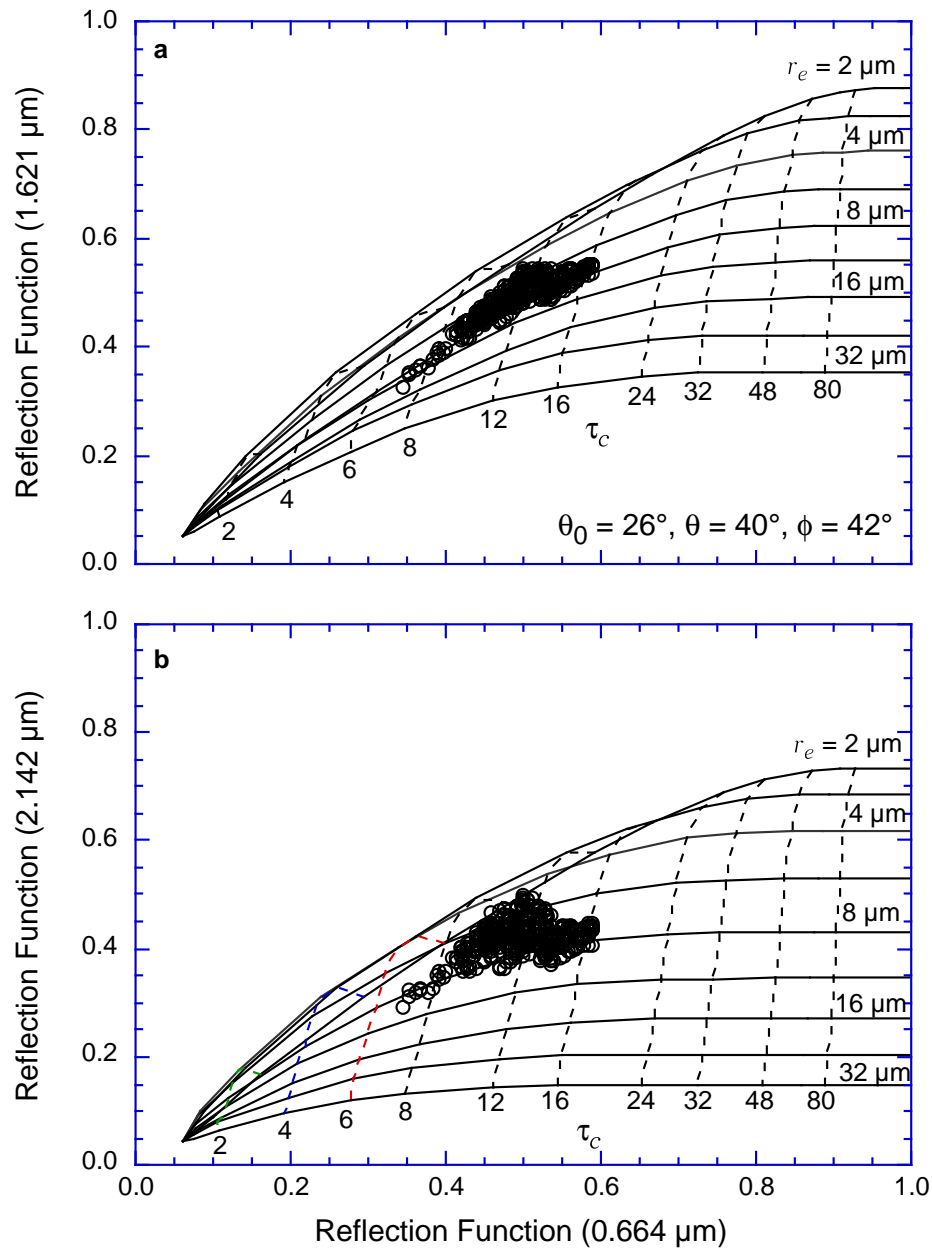 a
Reflection Function (1.621 µm)
1.0
0.8
0.6
0.4
0.2
0.0
r_e = 2 µm
4 µm
8 µm
16 µm
32 µm
2
4
6
8
12
16
24
32
48
80
τ_c
θ_0 = 26°, θ = 40°, ϕ = 42°
b
Reflection Function (2.142 µm)
1.0
0.8
0.6
0.4
0.2
0.0
r_e = 2 µm
4 µm
8 µm
16 µm
32 µm
2
4
6
8
12
16
24
32
48
80
τ_c
0.0 0.2 0.4 0.6 0.8 1.0
Reflection Function (0.664 µm)